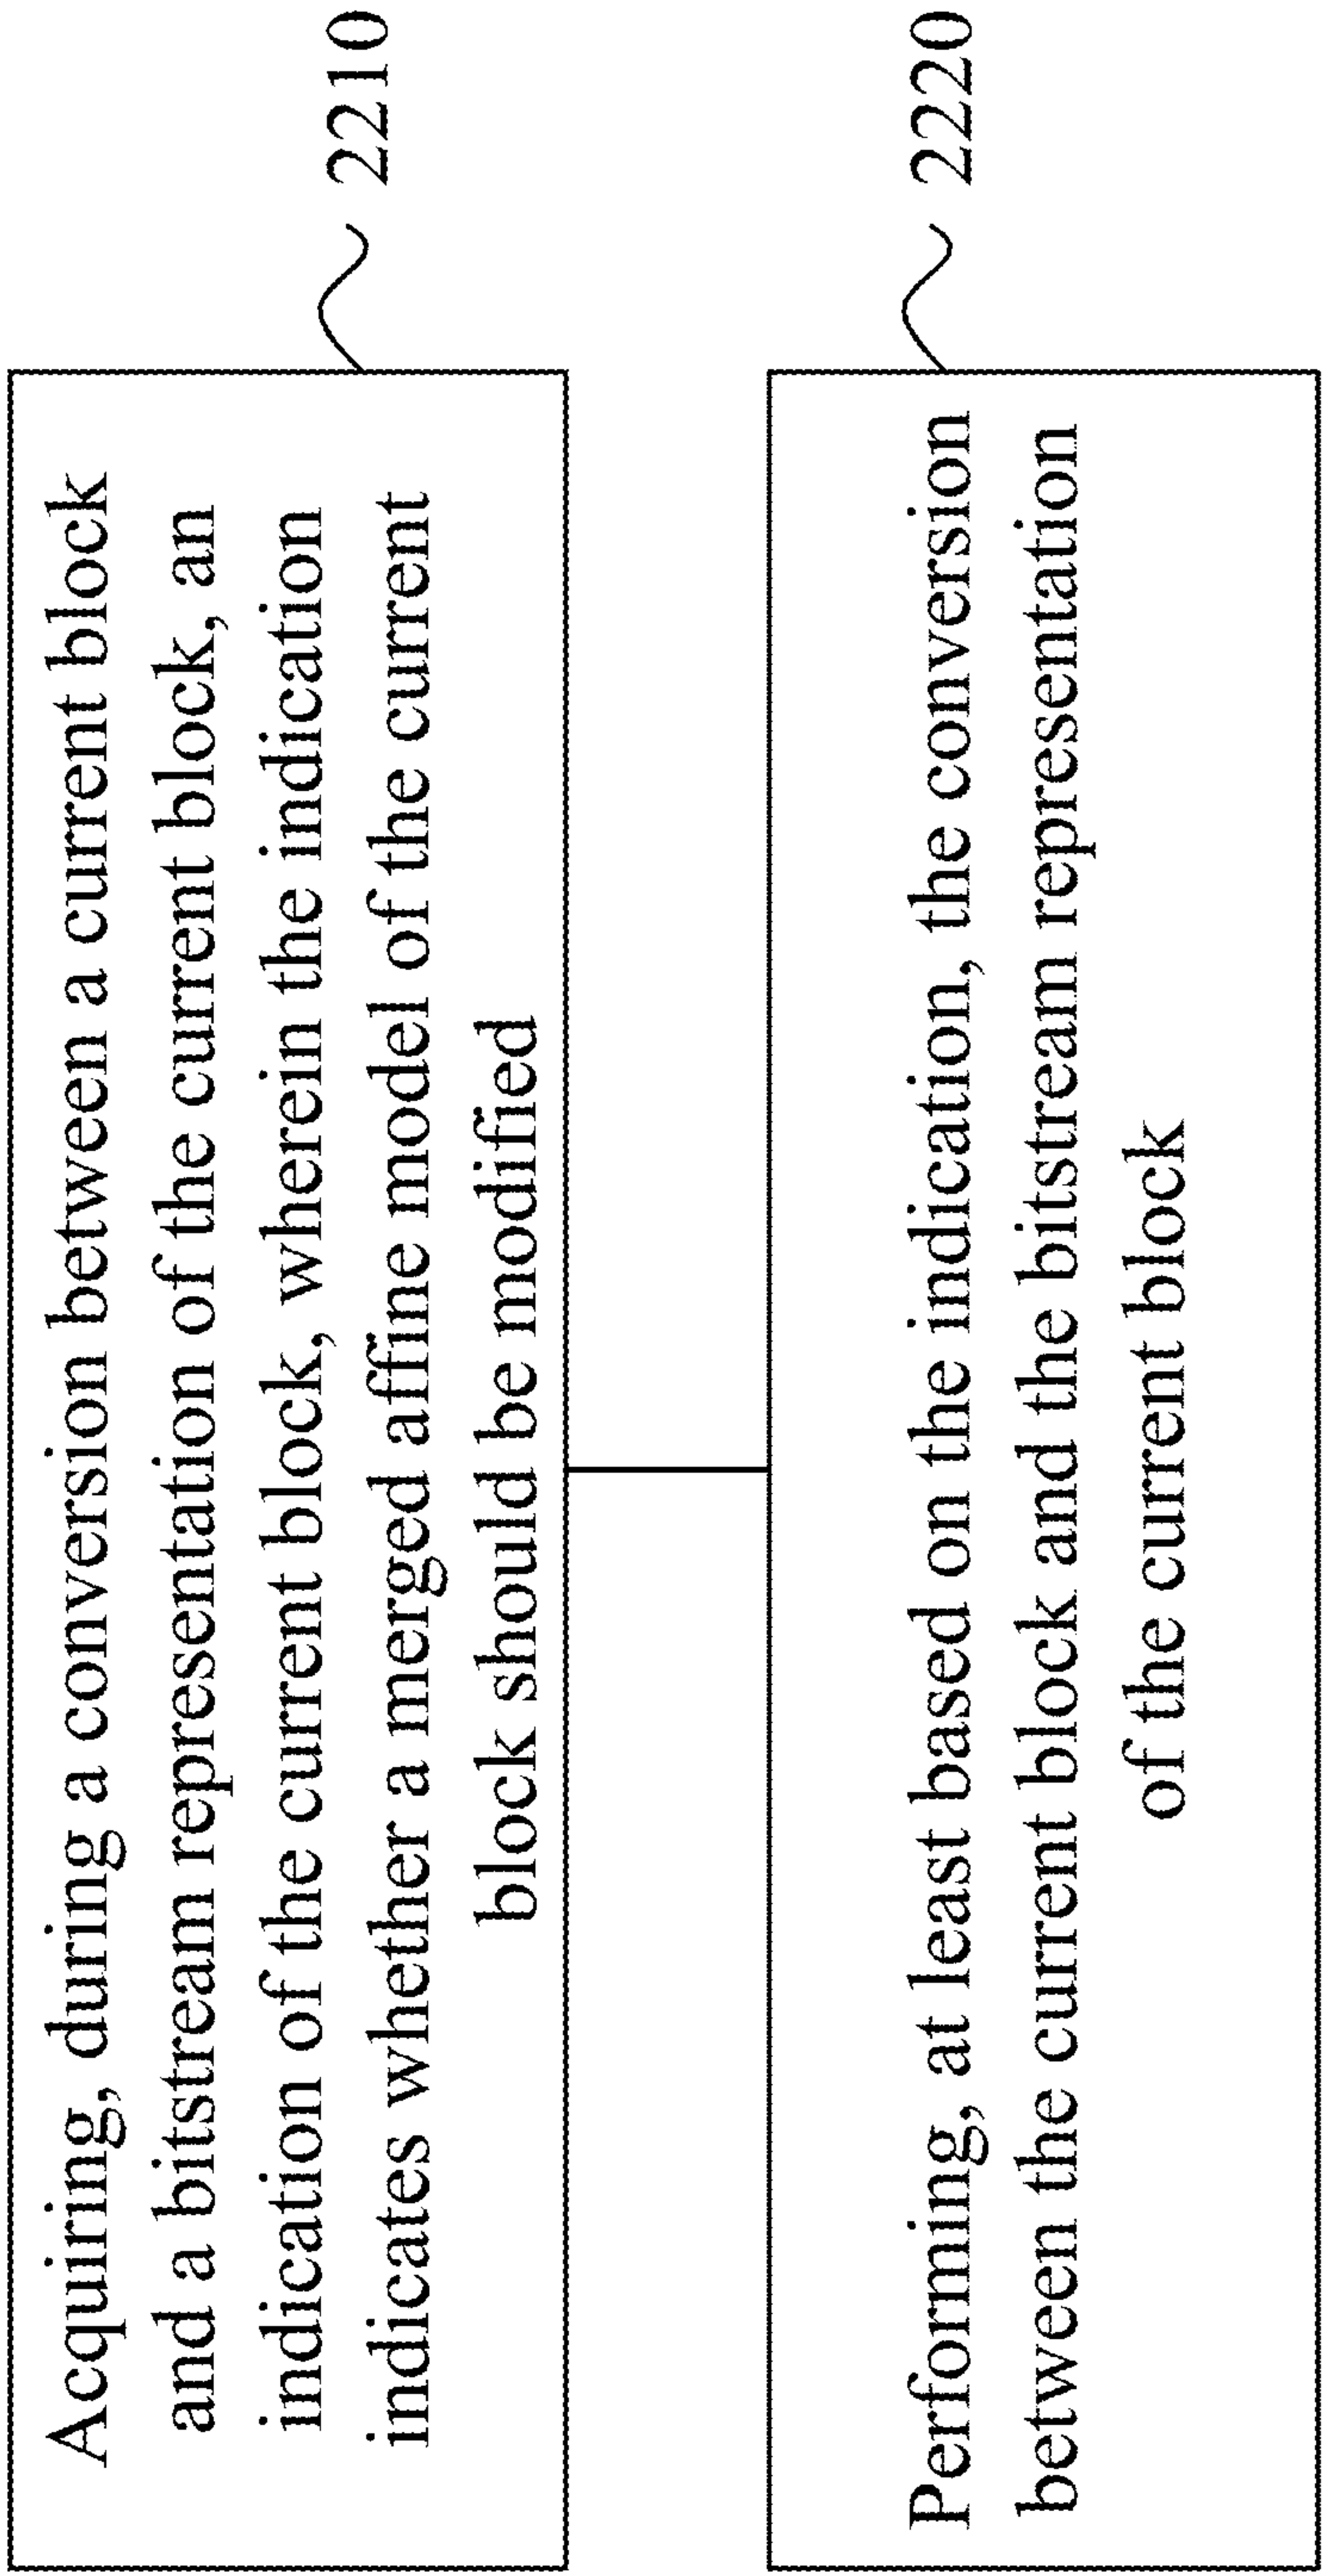 Acquiring, during a conversion between a current block
and a bitstream representation of the current block, an
indication of the current block, wherein the indication
indicates whether a merged affine model of the current
block should be modified
2210
Performing, at least based on the indication, the conversion
between the current block and the bitstream representation
of the current block
2220